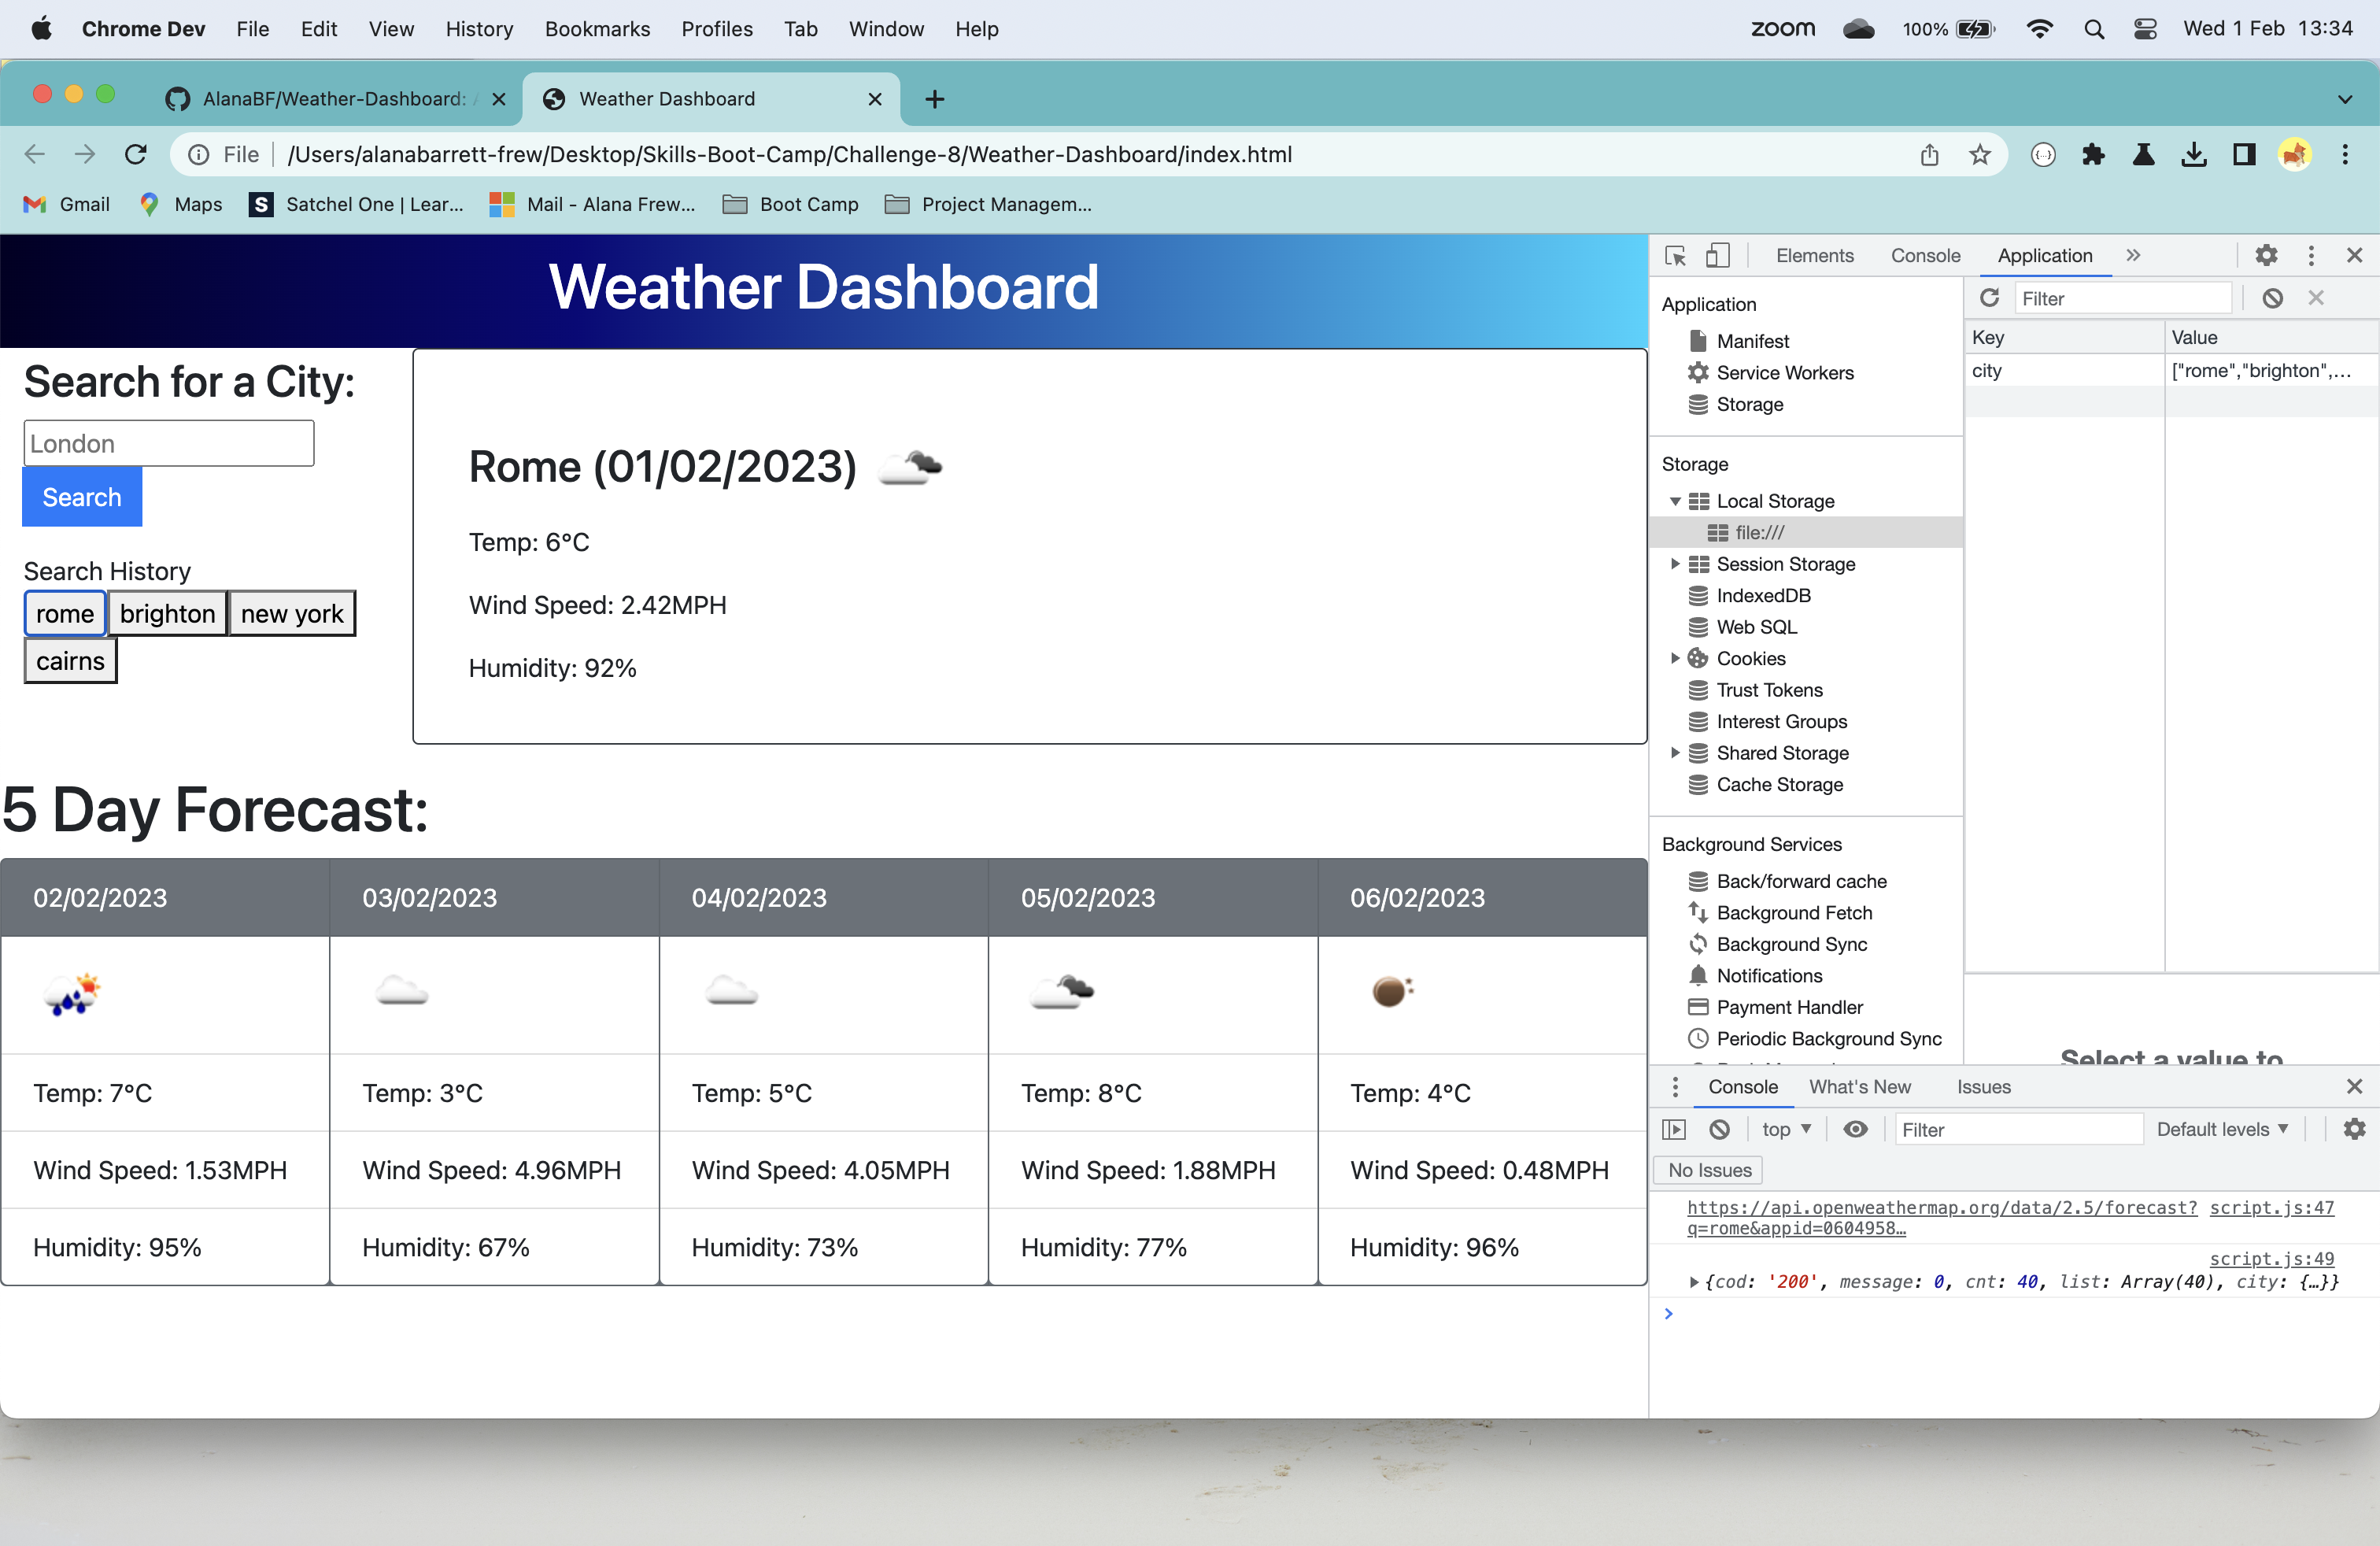 Chrome Dev File Edit View History Bookmarks Profiles Tab Window Help zoom 100% Wed 1 Feb 13:34
AlanaBF/Weather-Dashboard: Weather Dashboard
File /Users/alanabarrett-frew/Desktop/Skills-Boot-Camp/Challenge-8/Weather-Dashboard/index.html
Gmail Maps S Satchel One | Lear... Mail - Alana Frew... Boot Camp Project Managem...
Weather Dashboard
Search for a City:
London
Search
Search History
rome brighton new york
cairns
Rome (01/02/2023)
Temp: 6°C
Wind Speed: 2.42MPH
Humidity: 92%
5 Day Forecast:
02/02/2023 03/02/2023 04/02/2023 05/02/2023 06/02/2023
Temp: 7°C Temp: 3°C Temp: 5°C Temp: 8°C Temp: 4°C
Wind Speed: 1.53MPH Wind Speed: 4.96MPH Wind Speed: 4.05MPH Wind Speed: 1.88MPH Wind Speed: 0.48MPH
Humidity: 95% Humidity: 67% Humidity: 73% Humidity: 77% Humidity: 96%
Elements Console Application
Application
Manifest
Service Workers
Storage
Storage
Local Storage
file:///
Session Storage
IndexedDB
Web SQL
Cookies
Trust Tokens
Interest Groups
Shared Storage
Cache Storage
Background Services
Back/forward cache
Background Fetch
Background Sync
Notifications
Payment Handler
Periodic Background Sync
Filter
Key Value
city ["rome","brighton",...
Select a value to
Console What's New Issues
top Filter Default levels
No Issues
https://api.openweathermap.org/data/2.5/forecast? script.js:47
q=rome&appid=0604958…
script.js:49
{cod: '200', message: 0, cnt: 40, list: Array(40), city: {…}}